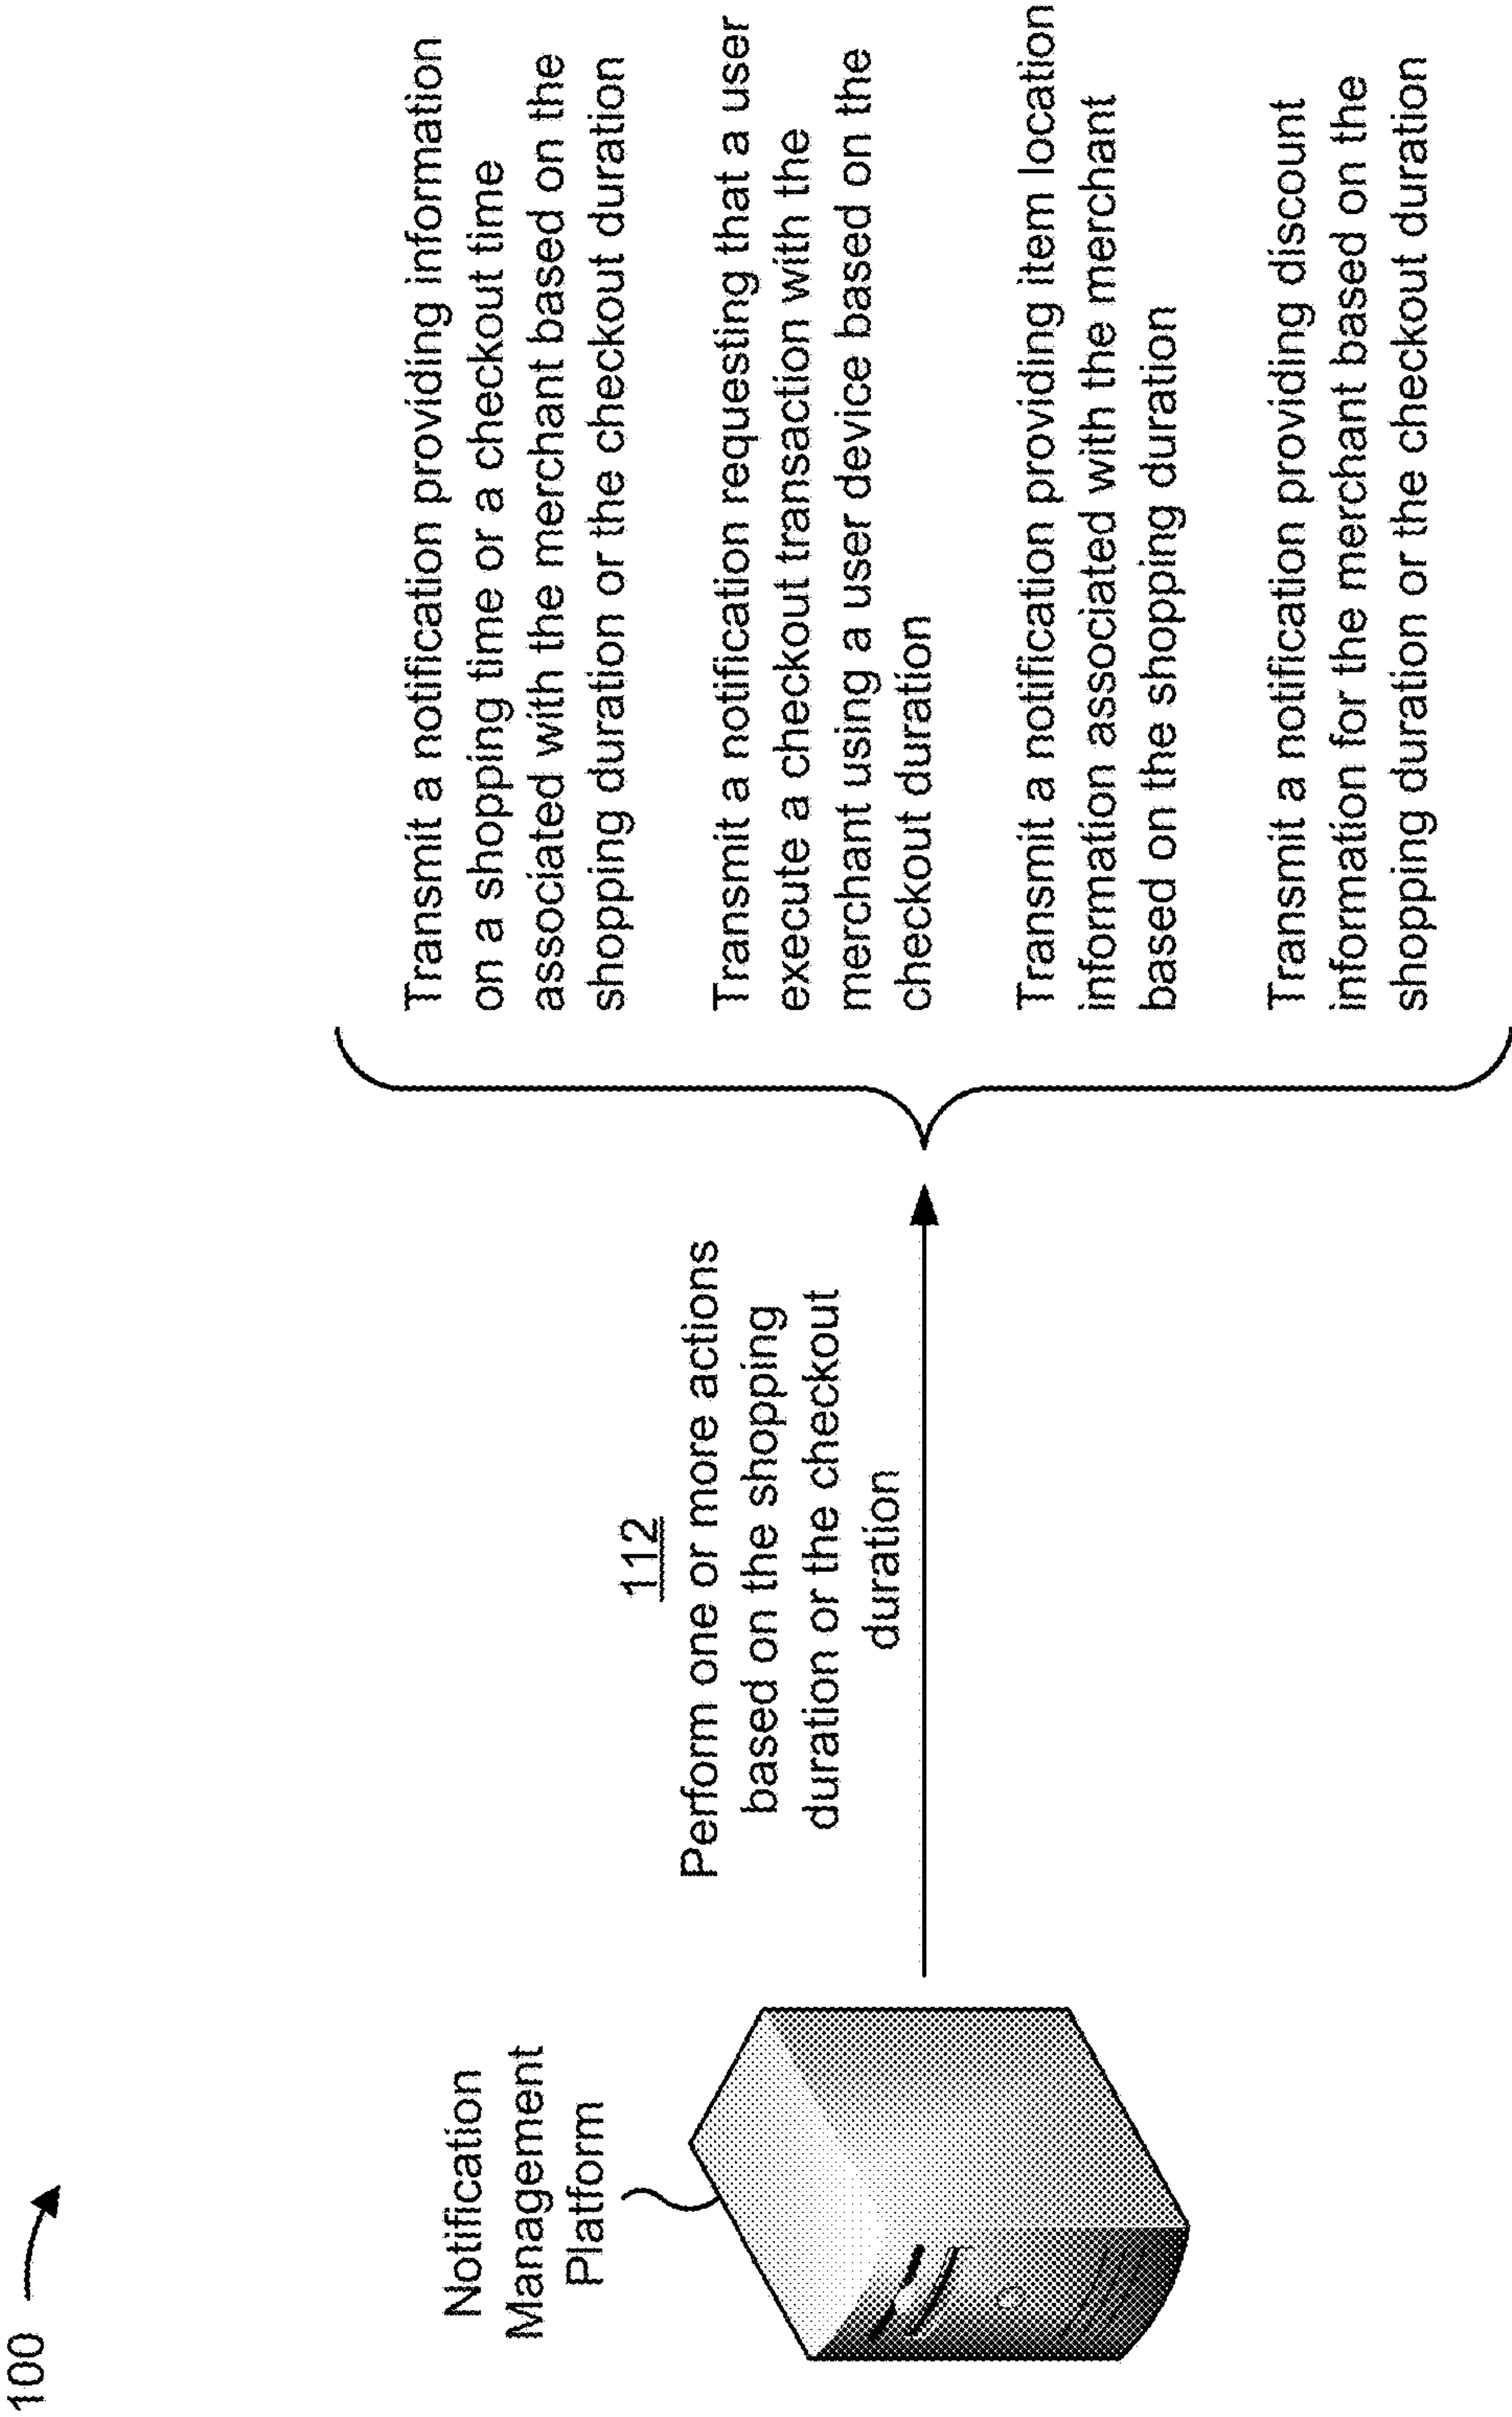 100
Notification
Management
Platform
112
Perform one or more actions
based on the shopping
duration or the checkout
duration
Transmit a notification providing information
on a shopping time or a checkout time
associated with the merchant based on the
shopping duration or the checkout duration
Transmit a notification requesting that a user
execute a checkout transaction with the
merchant using a user device based on the
checkout duration
Transmit a notification providing item location
information associated with the merchant
based on the shopping duration
Transmit a notification providing discount
information for the merchant based on the
shopping duration or the checkout duration